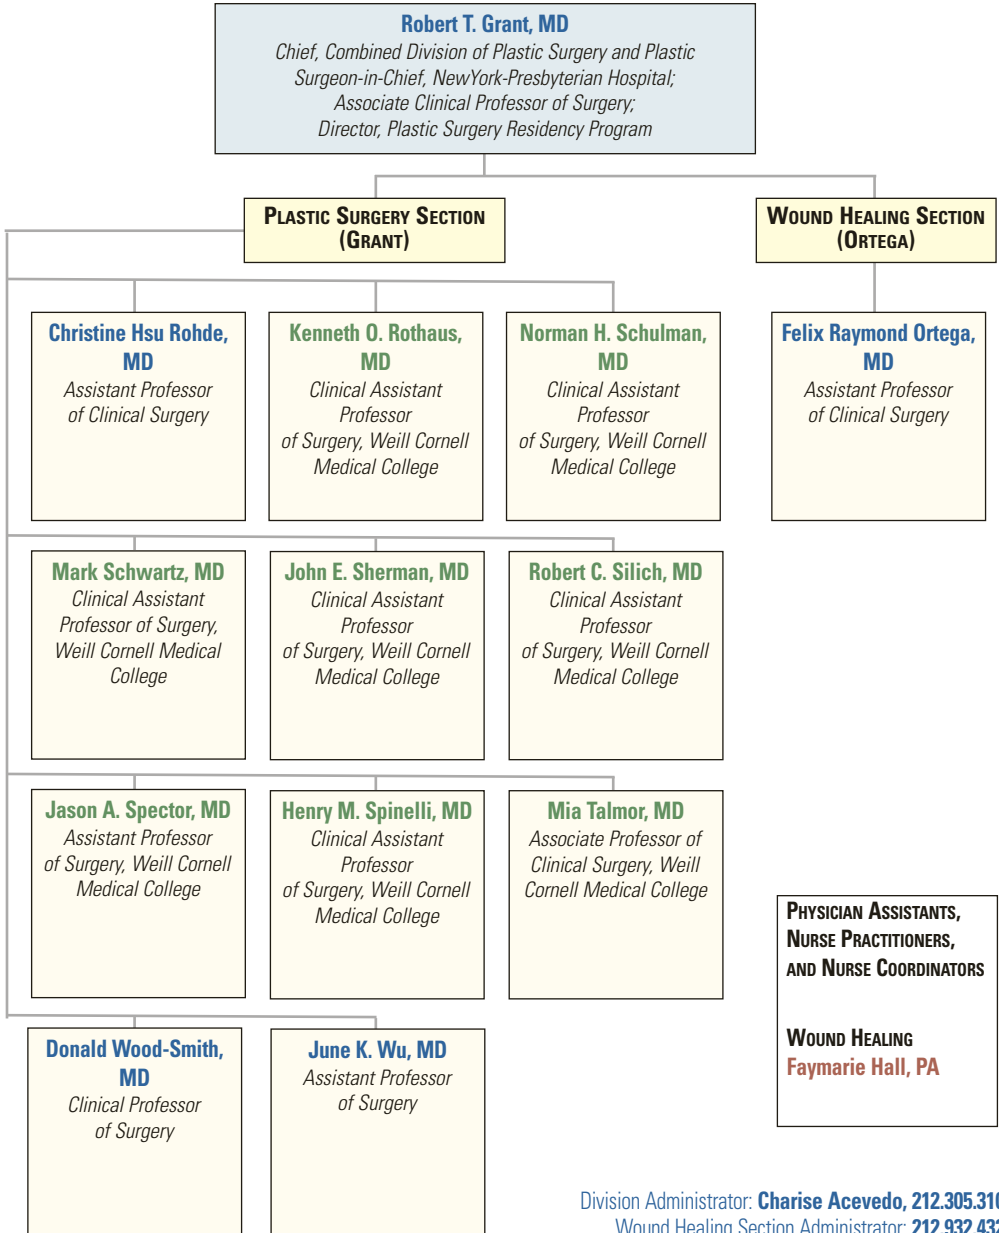 Robert T. Grant, MD
Chief, Combined Division of Plastic Surgery and Plastic
Surgeon-in-Chief, NewYork-Presbyterian Hospital;
Associate Clinical Professor of Surgery;
Director, Plastic Surgery Residency Program
PLASTIC SURGERY SECTION
(GRANT)
WOUND HEALING SECTION
(ORTEGA)
Christine Hsu Rohde,
MD
Assistant Professor
of Clinical Surgery
Kenneth O. Rothaus,
MD
Clinical Assistant
Professor
of Surgery, Weill Cornell
Medical College
Norman H. Schulman,
MD
Clinical Assistant
Professor
of Surgery, Weill Cornell
Medical College
Felix Raymond Ortega,
MD
Assistant Professor
of Clinical Surgery
Mark Schwartz, MD
Clinical Assistant
Professor of Surgery,
Weill Cornell Medical
College
John E. Sherman, MD
Clinical Assistant
Professor
of Surgery, Weill Cornell
Medical College
Robert C. Silich, MD
Clinical Assistant
Professor
of Surgery, Weill Cornell
Medical College
Jason A. Spector, MD
Assistant Professor
of Surgery, Weill Cornell
Medical College
Henry M. Spinelli, MD
Clinical Assistant
Professor
of Surgery, Weill Cornell
Medical College
Mia Talmor, MD
Associate Professor of
Clinical Surgery, Weill
Cornell Medical College
PHYSICIAN ASSISTANTS,
NURSE PRACTITIONERS,
AND NURSE COORDINATORS
WOUND HEALING
Faymarie Hall, PA
Donald Wood-Smith,
MD
Clinical Professor
of Surgery
June K. Wu, MD
Assistant Professor
of Surgery
Division Administrator: Charise Acevedo, 212.305.310
Wound Healing Section Administrator: 212.932.432